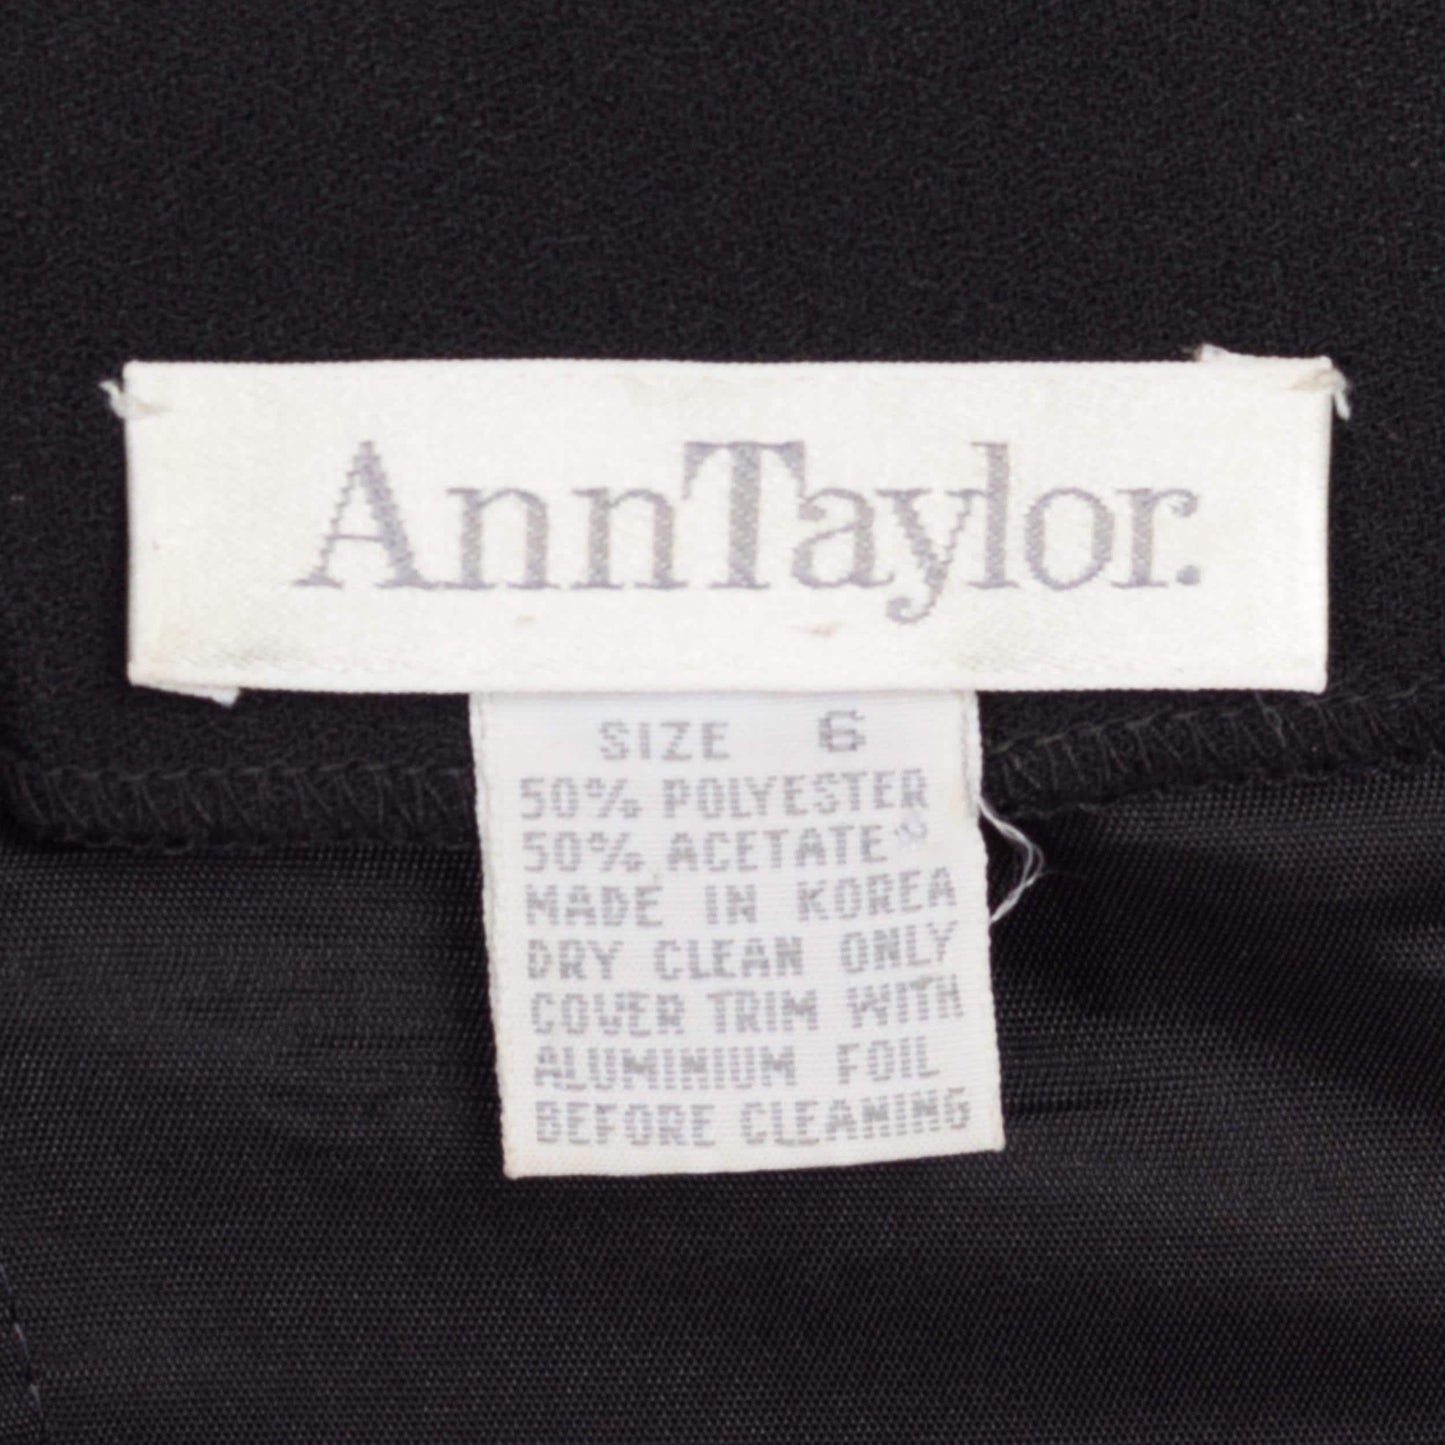 AnnTaylor.
SIZE 6
50% POLYESTER
50% ACETATE
MADE IN KOREA
DRY CLEAN ONLY
COVER TRIM WITH
ALUMINIUM FOIL
BEFORE CLEANING